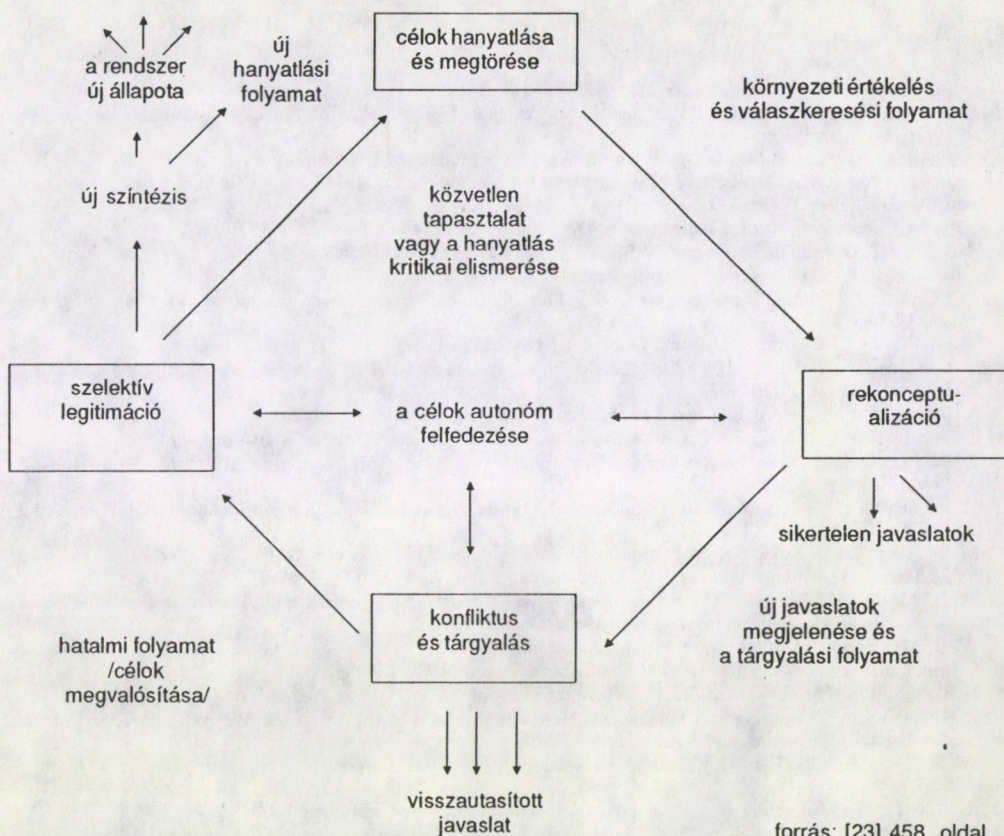 a rendszer
új állapota
új
hanyatlási
folyamat
célok hanyatlása
és megtörése
környezeti értékelés
és válaszkeresési folyamat
új színtézis
közvetlen
tapasztalat
vagy a hanyatlás
kritikai elismerése
szelektív
legitimáció
a célok autonóm
felfedezése
rekonceptu-
alizáció
sikertelen javaslatok
konfliktus
és tárgyalás
hatalmi folyamat
/célok
megvalósítása/
új javaslatok
megjelenése és
a tárgyalási folyamat
visszautasított
javaslat
forrás: [23] 458. oldal